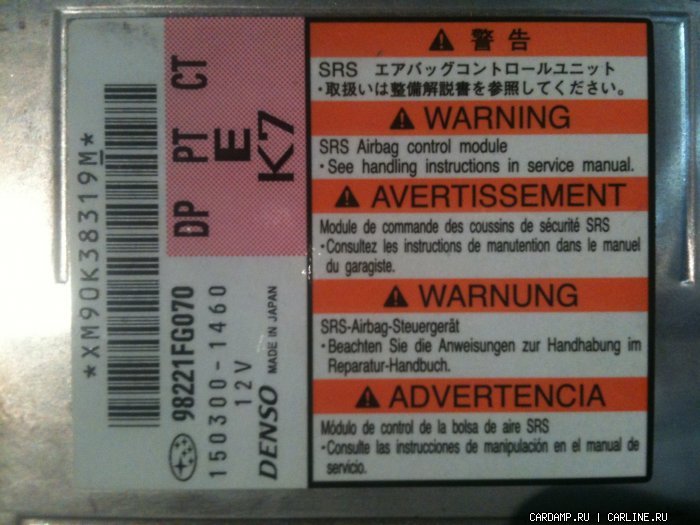 *XM90K38319M*
98221FG070
150300-1460
12V
DENSO MADE IN JAPAN
DP PT CT
E
K7
警告
SRS エアバッグコントロールユニット
・取扱いは整備解説書を参照してください。
WARNING
SRS Airbag control module
・See handling instructions in service manual.
AVERTISSEMENT
Module de commande des coussins de sécurité SRS
・Consultez les instructions de manutention dans le manuel
du garagiste.
WARNUNG
SRS-Airbag-Steuergerät
・Beachten Sie die Anweisungen zur Handhabung im
Reparatur-Handbuch.
ADVERTENCIA
Módulo de control de la bolsa de aire SRS
・Consulte las instrucciones de manipulación en el manual de
servicio.
CARDAMP.RU | CARLINE.RU